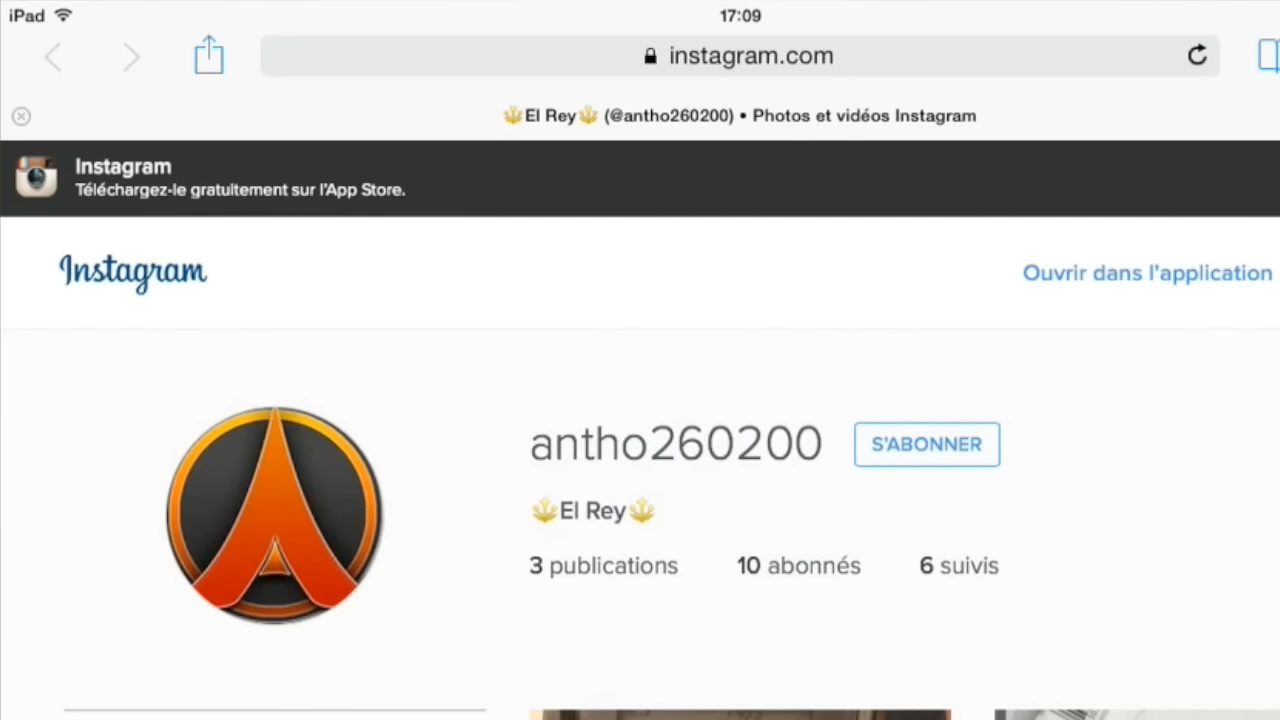 iPad 17:09
instagram.com
🔱El Rey🔱 (@antho260200) • Photos et vidéos Instagram
Instagram
Téléchargez-le gratuitement sur l'App Store.
Instagram
Ouvrir dans l'application
antho260200 S'ABONNER
🔱El Rey🔱
3 publications 10 abonnés 6 suivis